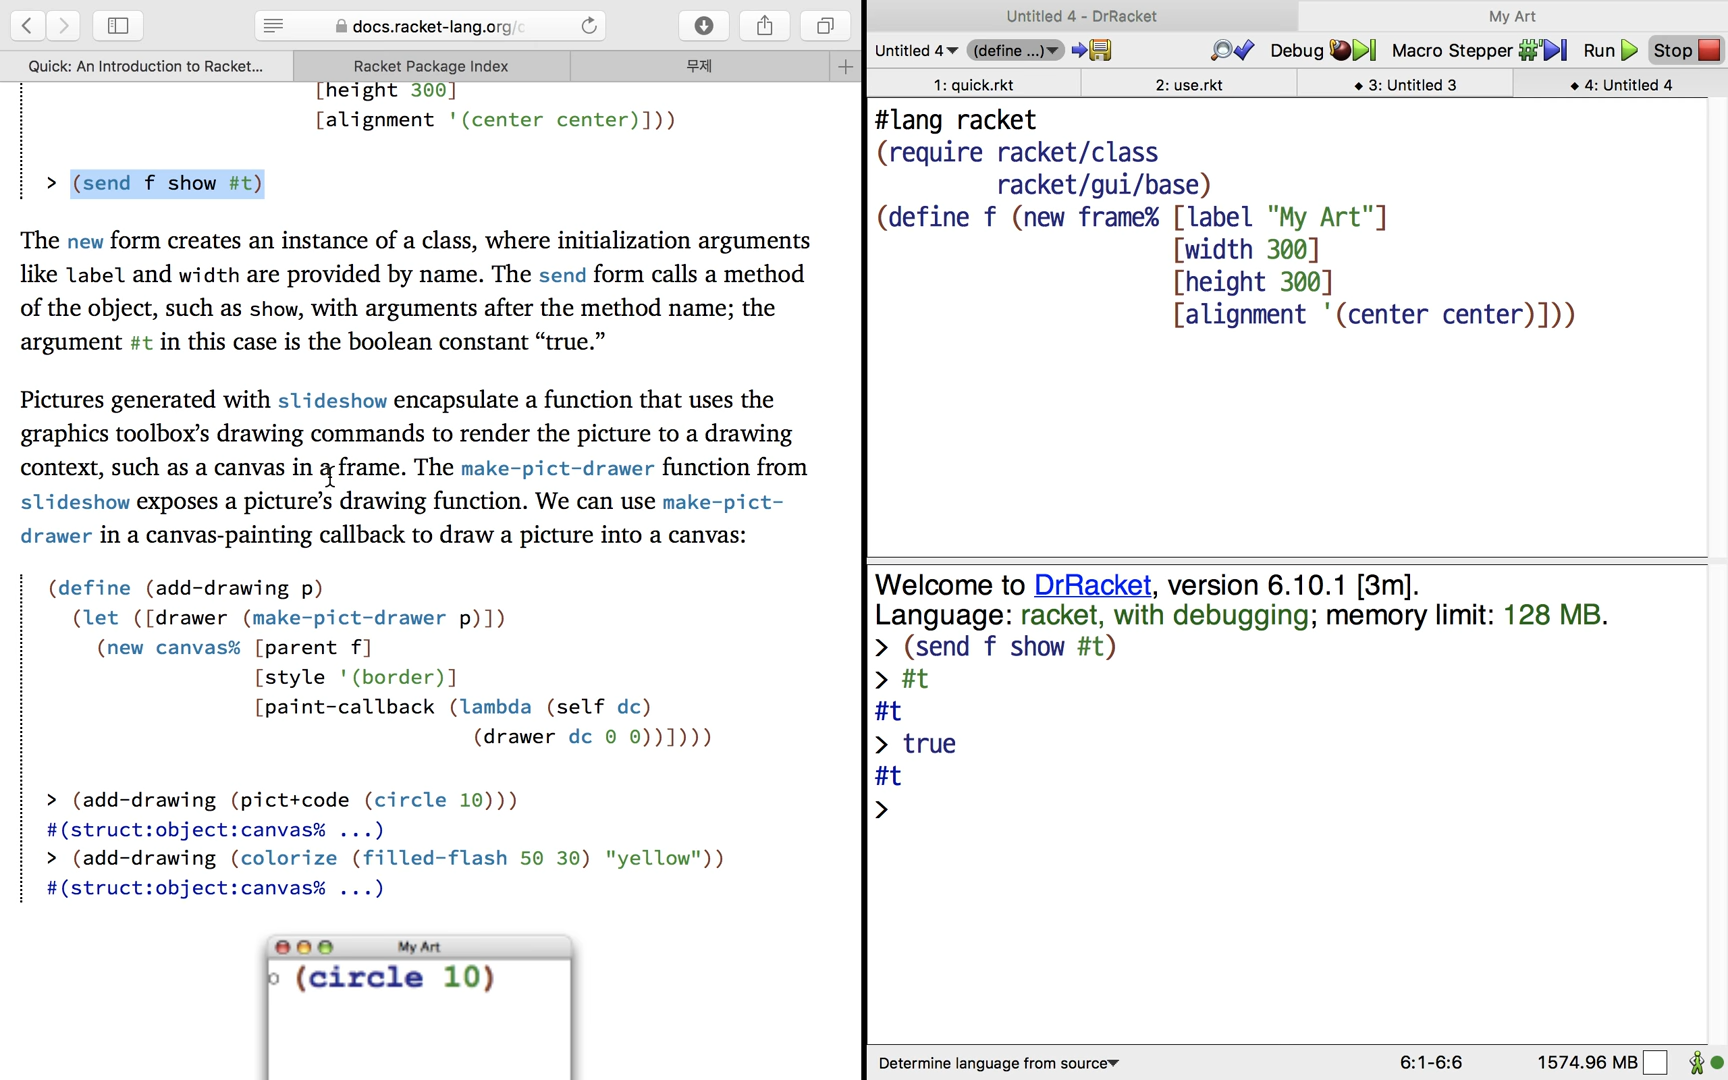 docs.racket-lang.org/
Quick: An Introduction to Racket...
Racket Package Index
무제
[height 300]
[alignment '(center center)]))
> (send f show #t)
The new form creates an instance of a class, where initialization arguments
like label and width are provided by name. The send form calls a method
of the object, such as show, with arguments after the method name; the
argument #t in this case is the boolean constant “true.”
Pictures generated with slideshow encapsulate a function that uses the
graphics toolbox’s drawing commands to render the picture to a drawing
context, such as a canvas in a frame. The make-pict-drawer function from
slideshow exposes a picture’s drawing function. We can use make-pict-
drawer in a canvas-painting callback to draw a picture into a canvas:
(define (add-drawing p)
(let ([drawer (make-pict-drawer p)])
(new canvas% [parent f]
[style '(border)]
[paint-callback (lambda (self dc)
(drawer dc 0 0))])))
> (add-drawing (pict+code (circle 10)))
#(struct:object:canvas% ...)
> (add-drawing (colorize (filled-flash 50 30) "yellow"))
#(struct:object:canvas% ...)
My Art
(circle 10)
Untitled 4 - DrRacket
My Art
Untitled 4
(define ...)
Debug
Macro Stepper
Run
Stop
1: quick.rkt
2: use.rkt
3: Untitled 3
4: Untitled 4
#lang racket
(require racket/class
racket/gui/base)
(define f (new frame% [label "My Art"]
[width 300]
[height 300]
[alignment '(center center)]))
Welcome to DrRacket, version 6.10.1 [3m].
Language: racket, with debugging; memory limit: 128 MB.
> (send f show #t)
> #t
#t
> true
#t
>
Determine language from source
6:1-6:6
1574.96 MB